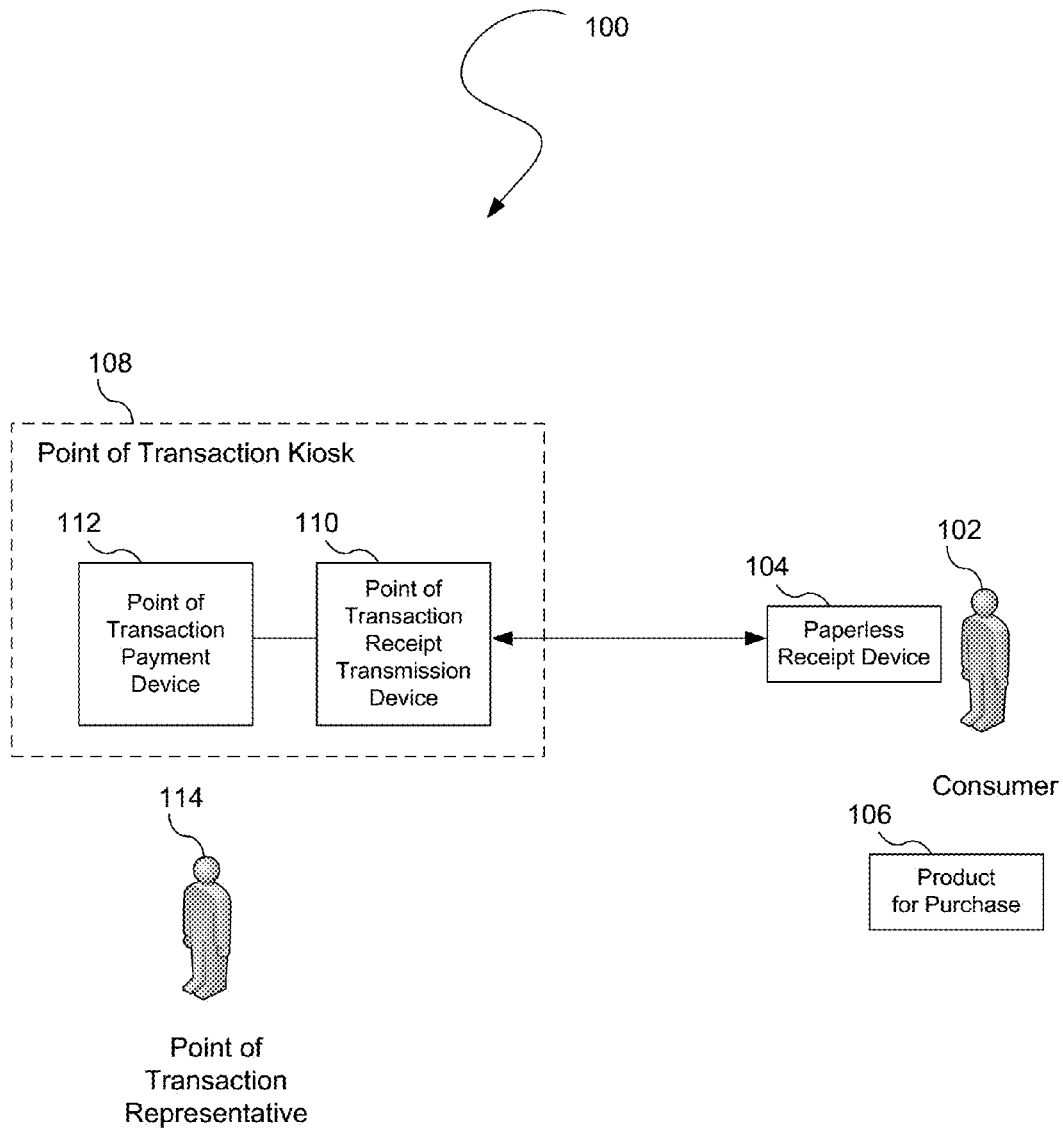 100
108
Point of Transaction Kiosk
112
Point of
Transaction
Payment
Device
110
Point of
Transaction
Receipt
Transmission
Device
104
Paperless
Receipt Device
102
Consumer
106
Product
for Purchase
114
Point of
Transaction
Representative